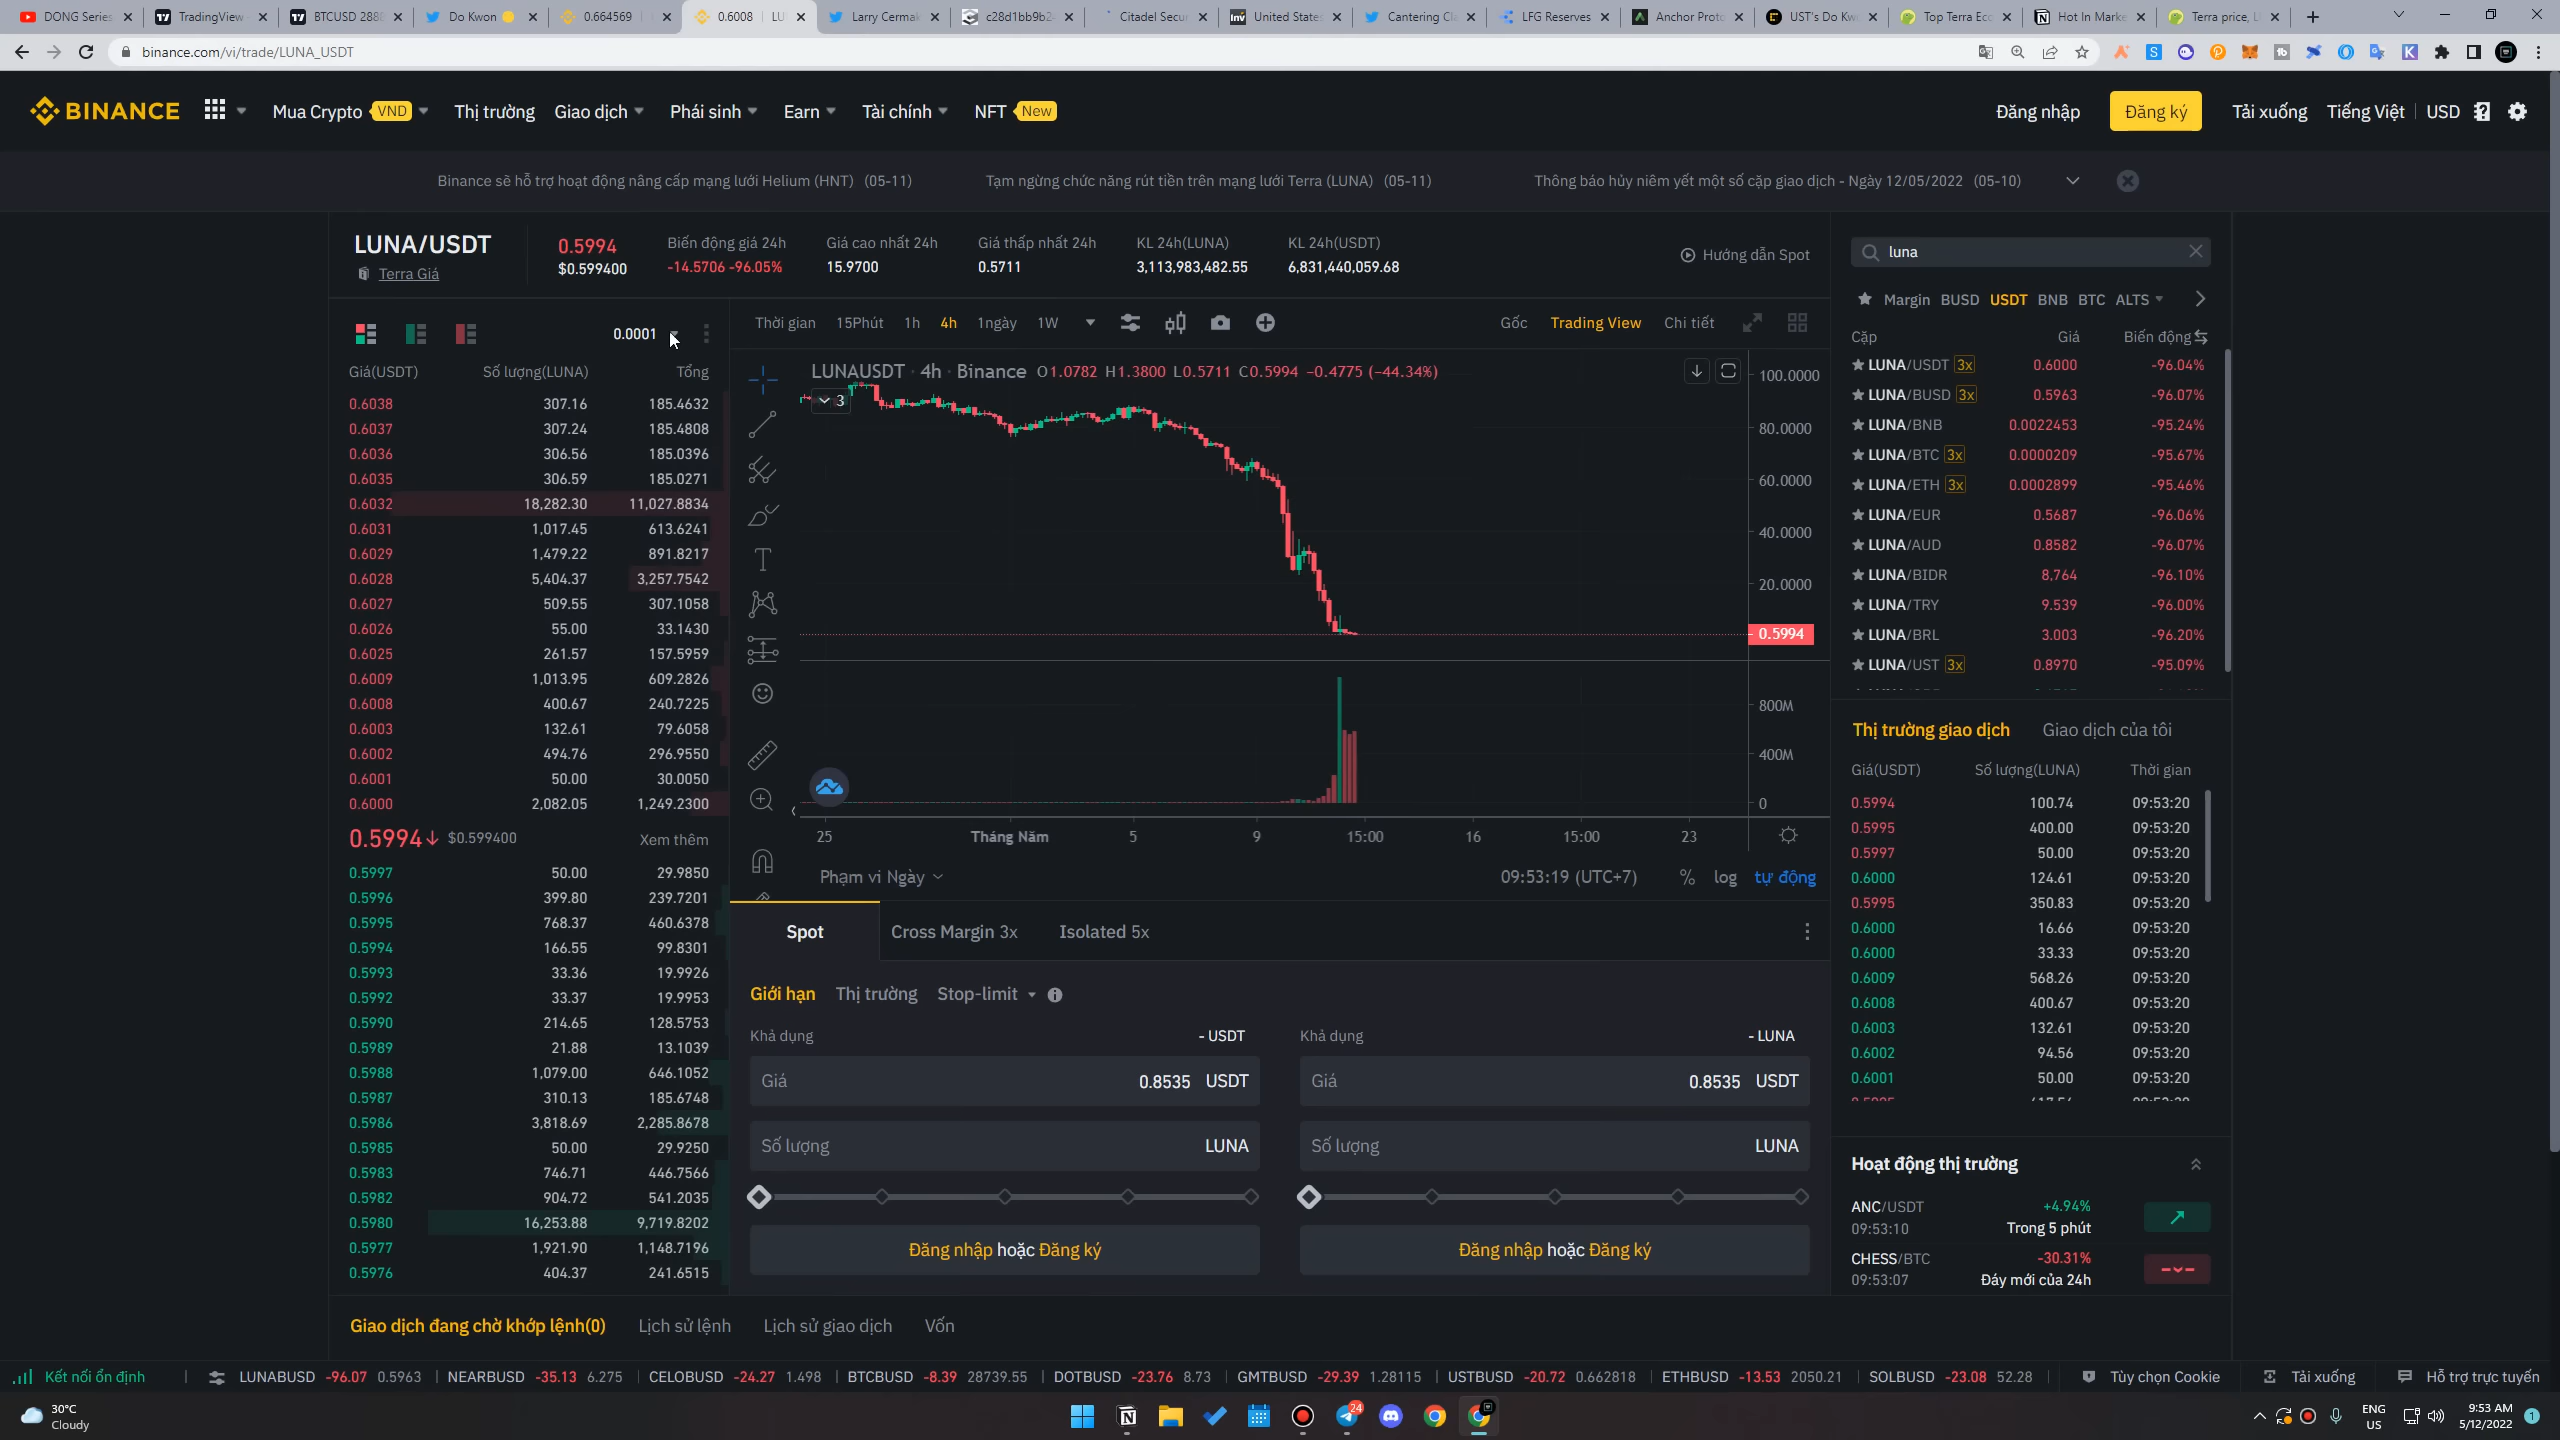 DONG Series
TradingView
BTCUSD 288
Do Kwon
0.664569
0.6008 | LU
Larry Cermak
c28d1bb9b2
Citadel Secu
United States
Cantering Cl
LFG Reserves
Anchor Proto
UST's Do Kw
Top Terra Eco
Hot In Marke
Terra price, L
binance.com/vi/trade/LUNA_USDT
BINANCE
Mua Crypto VND
Thị trường
Giao dịch
Phái sinh
Earn
Tài chính
NFT New
Đăng nhập
Đăng ký
Tải xuống
Tiếng Việt
USD
Binance sẽ hỗ trợ hoạt động nâng cấp mạng lưới Helium (HNT) (05-11)
Tạm ngừng chức năng rút tiền trên mạng lưới Terra (LUNA) (05-11)
Thông báo hủy niêm yết một số cặp giao dịch - Ngày 12/05/2022 (05-10)
LUNA/USDT
Terra Giá
0.5994
$0.599400
Biến động giá 24h
-14.5706 -96.05%
Giá cao nhất 24h
15.9700
Giá thấp nhất 24h
0.5711
KL 24h(LUNA)
3,113,983,482.55
KL 24h(USDT)
6,831,440,059.68
Hướng dẫn Spot
0.0001
Giá(USDT) Số lượng(LUNA) Tổng
0.6038 307.16 185.4632
0.6037 307.24 185.4808
0.6036 306.56 185.0396
0.6035 306.59 185.0271
0.6032 18,282.30 11,027.8834
0.6031 1,017.45 613.6241
0.6029 1,479.22 891.8217
0.6028 5,404.37 3,257.7542
0.6027 509.55 307.1058
0.6026 55.00 33.1430
0.6025 261.57 157.5959
0.6009 1,013.95 609.2826
0.6008 400.67 240.7225
0.6003 132.61 79.6058
0.6002 494.76 296.9550
0.6001 50.00 30.0050
0.6000 2,082.05 1,249.2300
0.5994 $0.599400 Xem thêm
0.5997 50.00 29.9850
0.5996 399.80 239.7201
0.5995 768.37 460.6378
0.5994 166.55 99.8301
0.5993 33.36 19.9926
0.5992 33.37 19.9953
0.5990 214.65 128.5753
0.5989 21.88 13.1039
0.5988 1,079.00 646.1052
0.5987 310.13 185.6748
0.5986 3,818.69 2,285.8678
0.5985 50.00 29.9250
0.5983 746.71 446.7566
0.5982 904.72 541.2035
0.5980 16,253.88 9,719.8202
0.5977 1,921.90 1,148.7196
0.5976 404.37 241.6515
Thời gian 15Phút 1h 4h 1ngày 1W
Gốc Trading View Chi tiết
LUNAUSDT · 4h · Binance O1.0782 H1.3800 L0.5711 C0.5994 −0.4775 (−44.34%)
3
100.0000
80.0000
60.0000
40.0000
20.0000
0.5994
800M
400M
0
25 Tháng Năm 5 9 15:00 16 15:00 23
Phạm vi Ngày 09:53:19 (UTC+7) % log tự động
Spot Cross Margin 3x Isolated 5x
Giới hạn Thị trường Stop-limit
Khả dụng - USDT
Giá 0.8535 USDT
Số lượng LUNA
Đăng nhập hoặc Đăng ký
Khả dụng - LUNA
Giá 0.8535 USDT
Số lượng LUNA
Đăng nhập hoặc Đăng ký
luna
Margin BUSD USDT BNB BTC ALTS
Cặp Giá Biến động
LUNA/USDT 3x 0.6000 -96.04%
LUNA/BUSD 3x 0.5963 -96.07%
LUNA/BNB 0.0022453 -95.24%
LUNA/BTC 3x 0.0000209 -95.67%
LUNA/ETH 3x 0.0002899 -95.46%
LUNA/EUR 0.5687 -96.06%
LUNA/AUD 0.8582 -96.07%
LUNA/BIDR 8,764 -96.10%
LUNA/TRY 9.539 -96.00%
LUNA/BRL 3.003 -96.20%
LUNA/UST 3x 0.8970 -95.09%
Thị trường giao dịch Giao dịch của tôi
Giá(USDT) Số lượng(LUNA) Thời gian
0.5994 100.74 09:53:20
0.5995 400.00 09:53:20
0.5997 50.00 09:53:20
0.6000 124.61 09:53:20
0.5995 350.83 09:53:20
0.6000 16.66 09:53:20
0.6000 33.33 09:53:20
0.6009 568.26 09:53:20
0.6008 400.67 09:53:20
0.6003 132.61 09:53:20
0.6002 94.56 09:53:20
0.6001 50.00 09:53:20
Hoạt động thị trường
ANC/USDT +4.94%
09:53:10 Trong 5 phút
CHESS/BTC -30.31%
09:53:07 Đáy mới của 24h
Giao dịch đang chờ khớp lệnh(0) Lịch sử lệnh Lịch sử giao dịch Vốn
Kết nối ổn định LUNABUSD -96.07 0.5963 NEARBUSD -35.13 6.275 CELOBUSD -24.27 1.498 BTCBUSD -8.39 28739.55 DOTBUSD -23.76 8.73 GMTBUSD -29.39 1.28115 USTBUSD -20.72 0.662818 ETHBUSD -13.53 2050.21 SOLBUSD -23.08 52.28 Tùy chọn Cookie Tải xuống Hỗ trợ trực tuyến
30°C
Cloudy
24
ENG
US
9:53 AM
5/12/2022
1